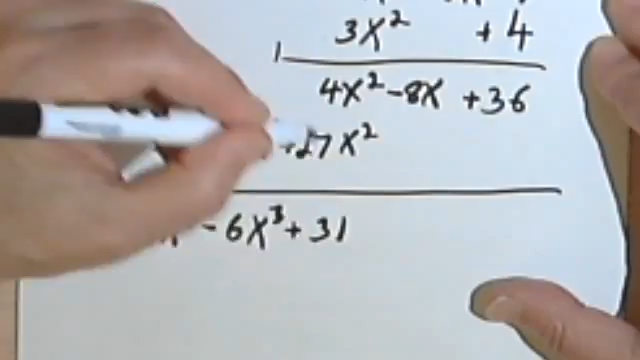 3x² + 4
4x² - 8x + 36
+27x²
- 6x³ + 31